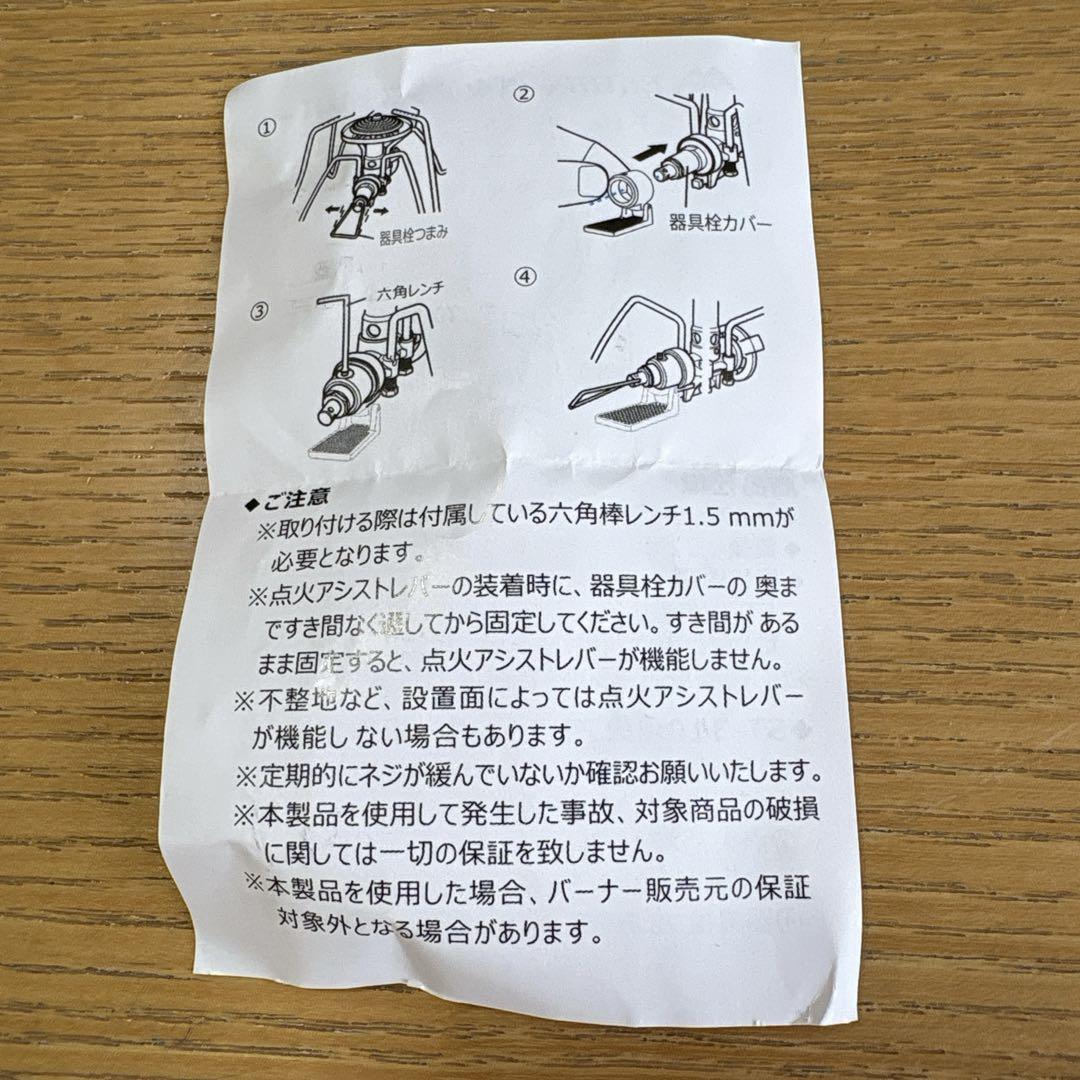 ①
器具栓つまみ
②
器具栓カバー
③
六角レンチ
④
◆ご注意
※取り付ける際は付属している六角棒レンチ1.5 mmが
必要となります。
※点火アシストレバーの装着時に、器具栓カバーの 奥ま
ですき間なく通してから固定してください。すき間が ある
まま固定すると、点火アシストレバーが機能しません。
※不整地など、設置面によっては点火アシストレバー
が機能し ない場合もあります。
※定期的にネジが緩んでいないか確認お願いいたします。
※本製品を使用して発生した事故、対象商品の破損
に関しては一切の保証を致しません。
※本製品を使用した場合、バーナー販売元の保証
対象外となる場合があります。